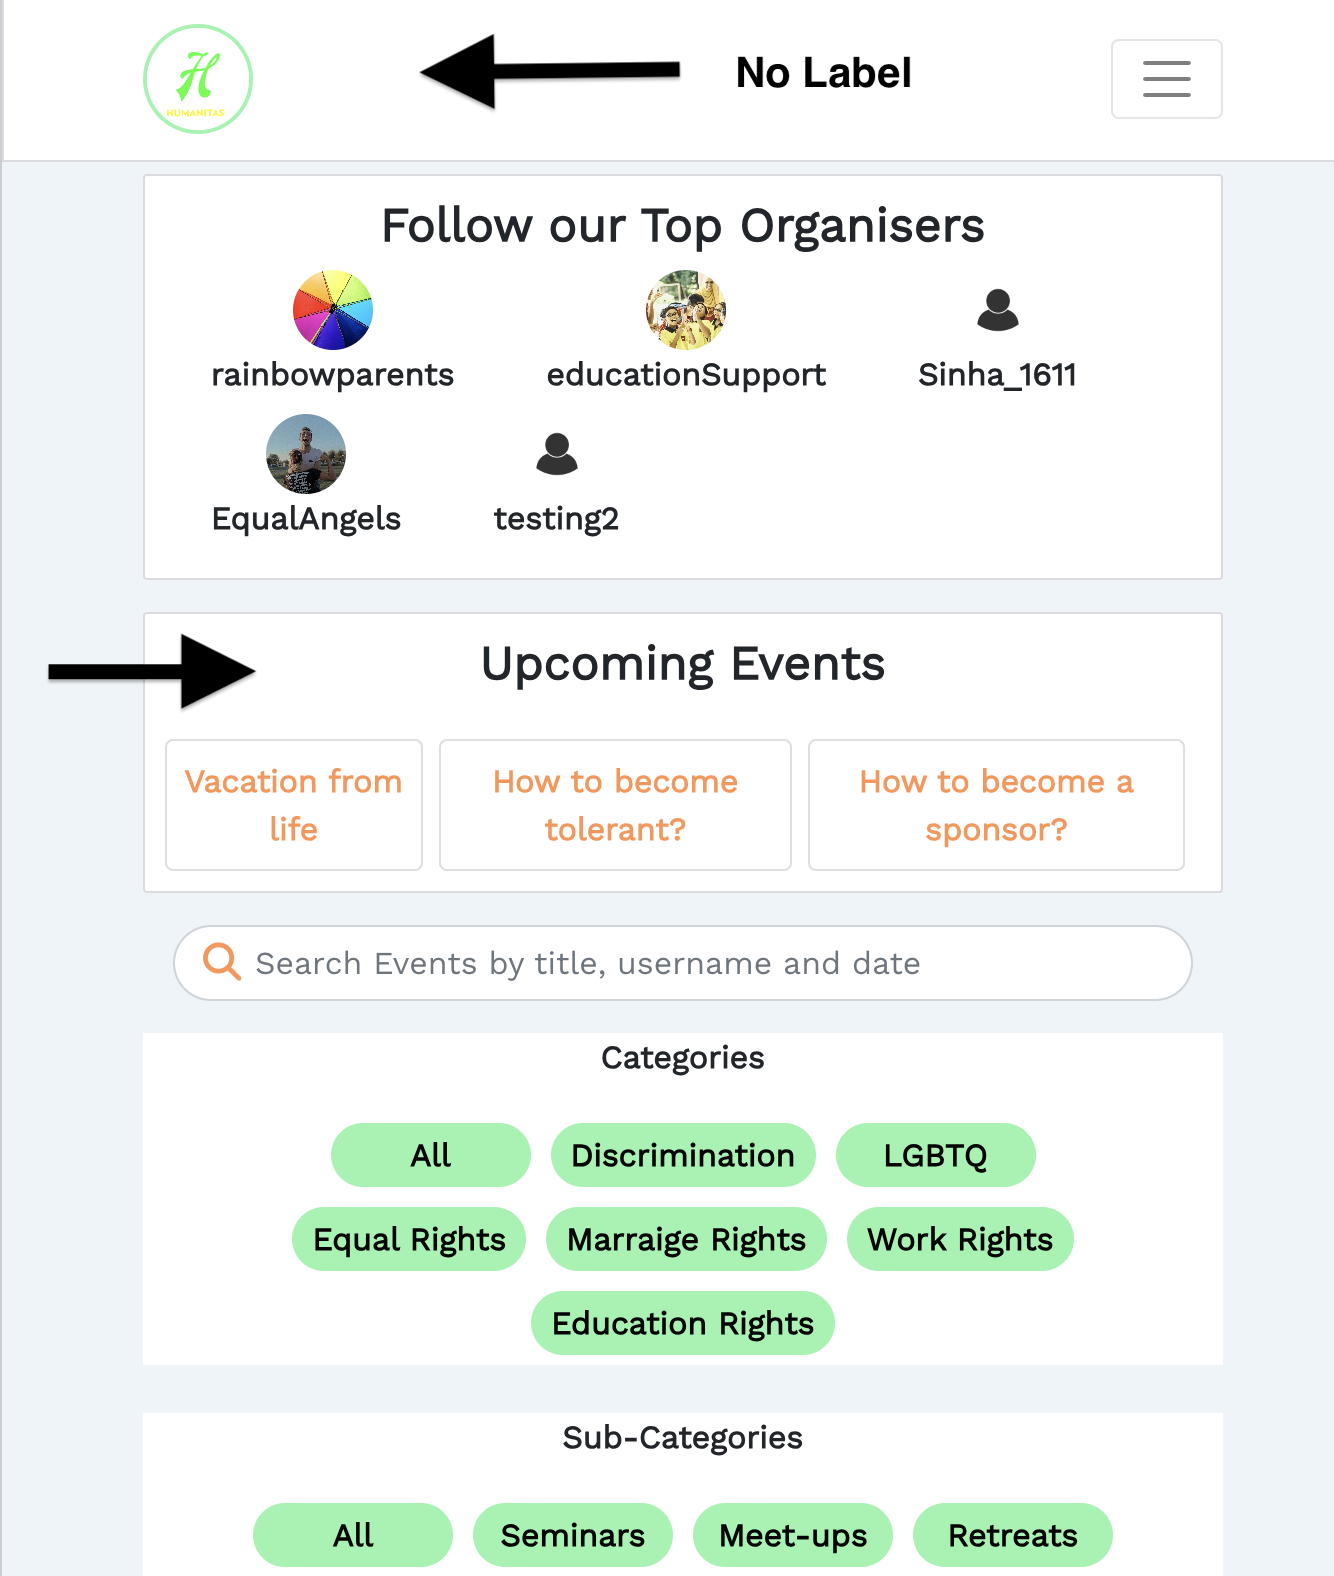 H
HUMANITAS
No Label
Follow our Top Organisers
rainbowparents educationSupport Sinha_1611
EqualAngels testing2
Upcoming Events
Vacation from
life
How to become
tolerant?
How to become a
sponsor?
Search Events by title, username and date
Categories
All Discrimination LGBTQ
Equal Rights Marraige Rights Work Rights
Education Rights
Sub-Categories
All Seminars Meet-ups Retreats